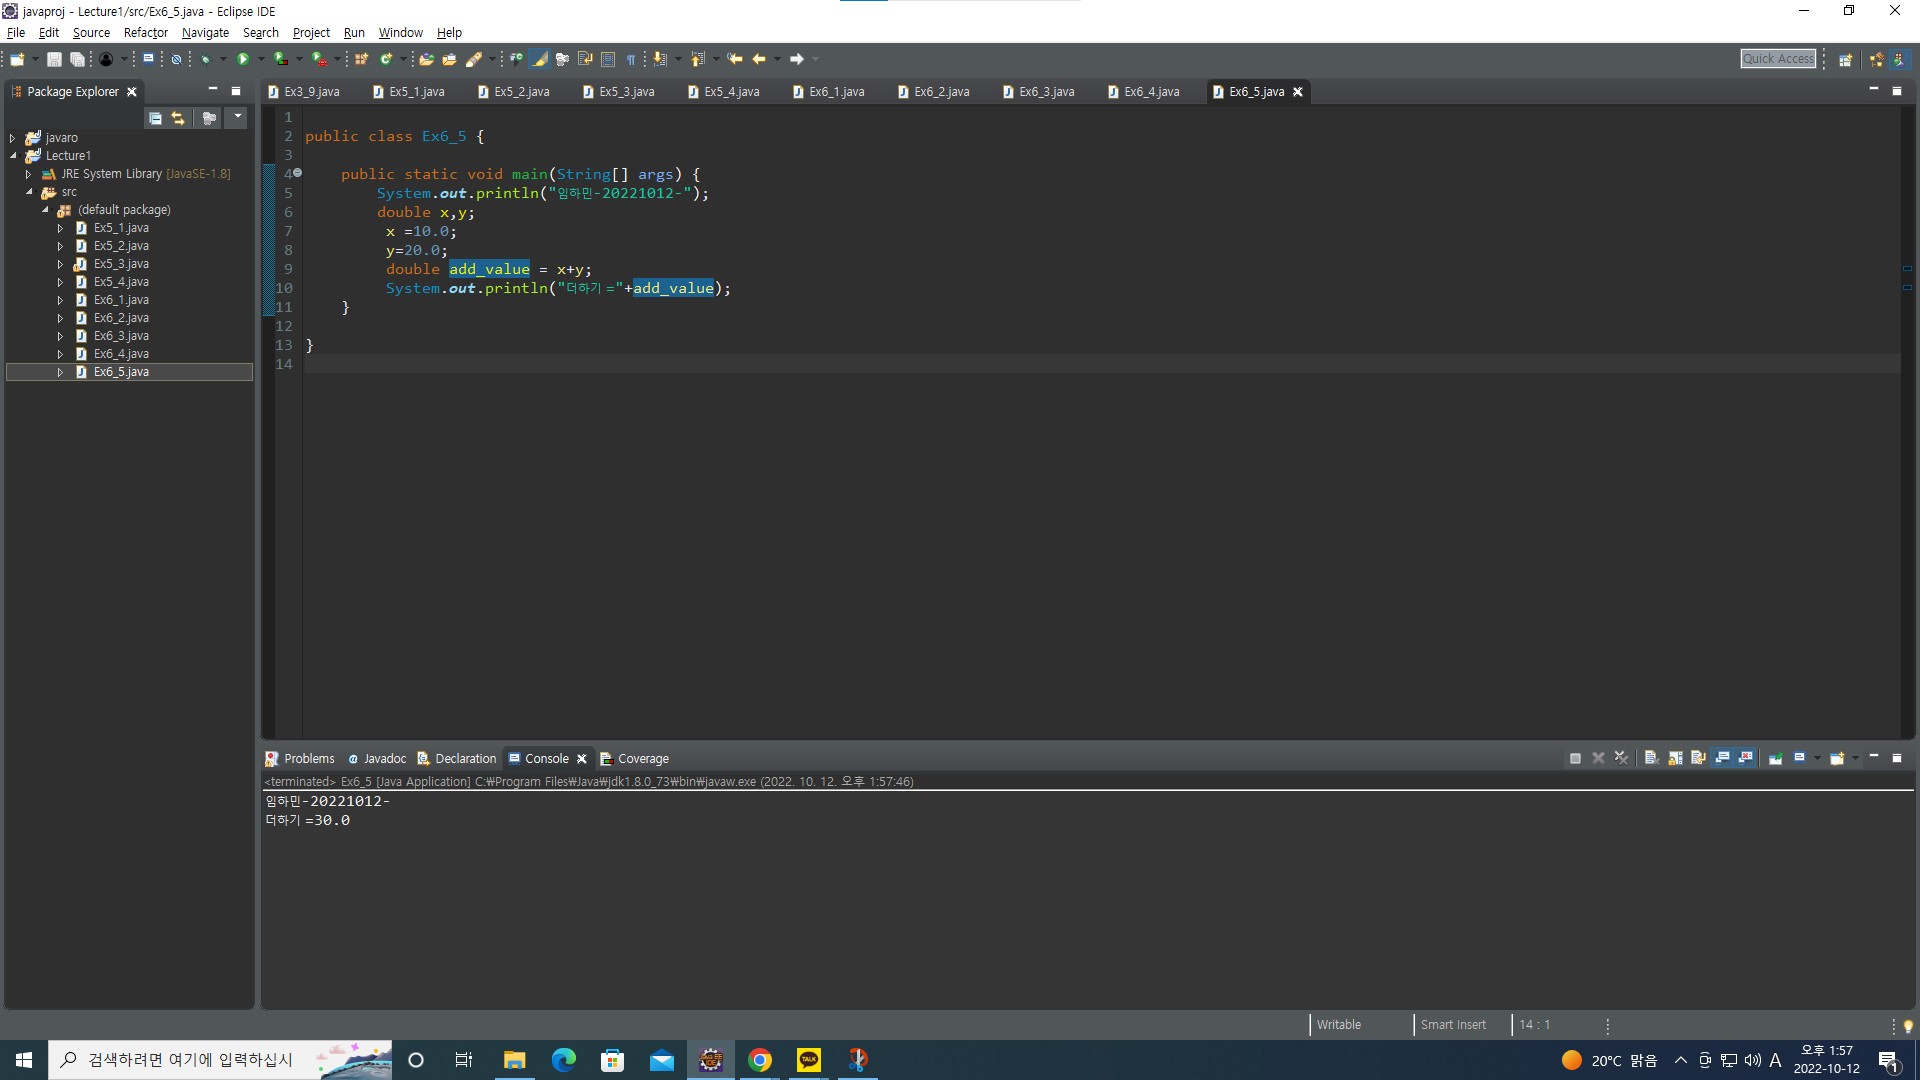 javaproj - Lecture1/src/Ex6_5.java - Eclipse IDE
File Edit Source Refactor Navigate Search Project Run Window Help
Quick Access
Package Explorer
Ex3_9.java Ex5_1.java Ex5_2.java Ex5_3.java Ex5_4.java Ex6_1.java Ex6_2.java Ex6_3.java Ex6_4.java Ex6_5.java
javaro
Lecture1
JRE System Library [JavaSE-1.8]
src
(default package)
Ex5_1.java
Ex5_2.java
Ex5_3.java
Ex5_4.java
Ex6_1.java
Ex6_2.java
Ex6_3.java
Ex6_4.java
Ex6_5.java
1
2 public class Ex6_5 {
3
4 public static void main(String[] args) {
5 System.out.println("임하민-20221012-");
6 double x,y;
7 x =10.0;
8 y=20.0;
9 double add_value = x+y;
10 System.out.println("더하기 ="+add_value);
11 }
12
13 }
14
Problems Javadoc Declaration Console Coverage
<terminated> Ex6_5 [Java Application] C:₩Program Files₩Java₩jdk1.8.0_73₩bin₩javaw.exe (2022. 10. 12. 오후 1:57:46)
임하민-20221012-
더하기 =30.0
Writable Smart Insert 14 : 1
검색하려면 여기에 입력하십시
TALK
20°C 맑음 A 오후 1:57
2022-10-12
1